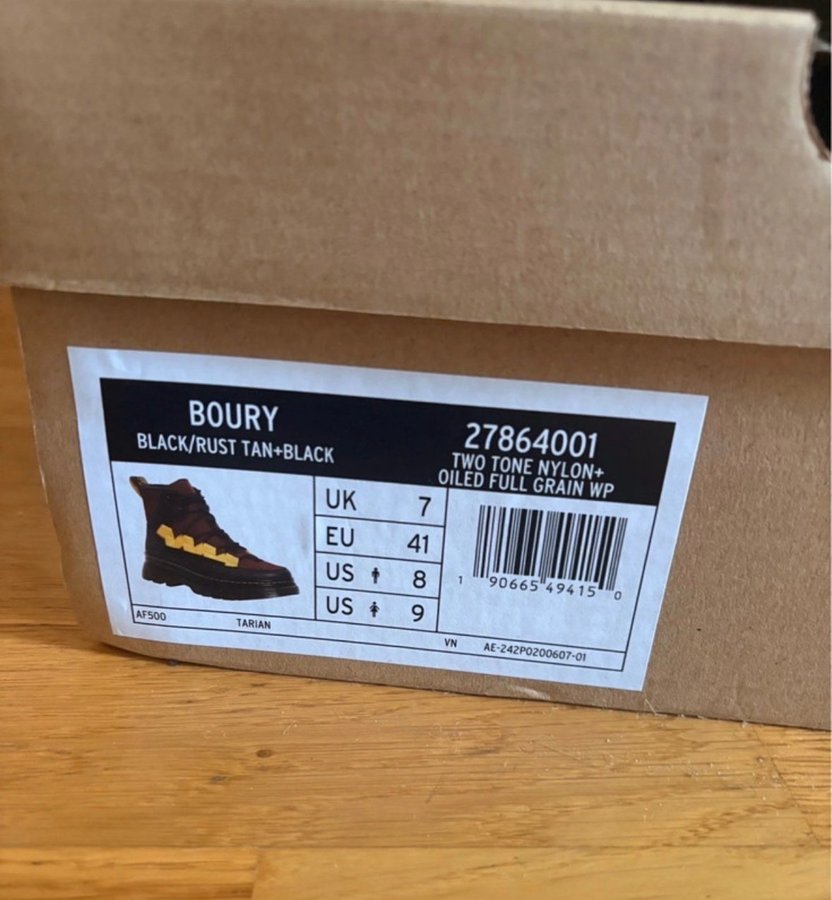 BOURY
BLACK/RUST TAN+BLACK
27864001
TWO TONE NYLON+
OILED FULL GRAIN WP
UK 7
EU 41
US 8
US 9
1 90665 49415 0
AF500
TARIAN
VN
AE-242P0200607-01